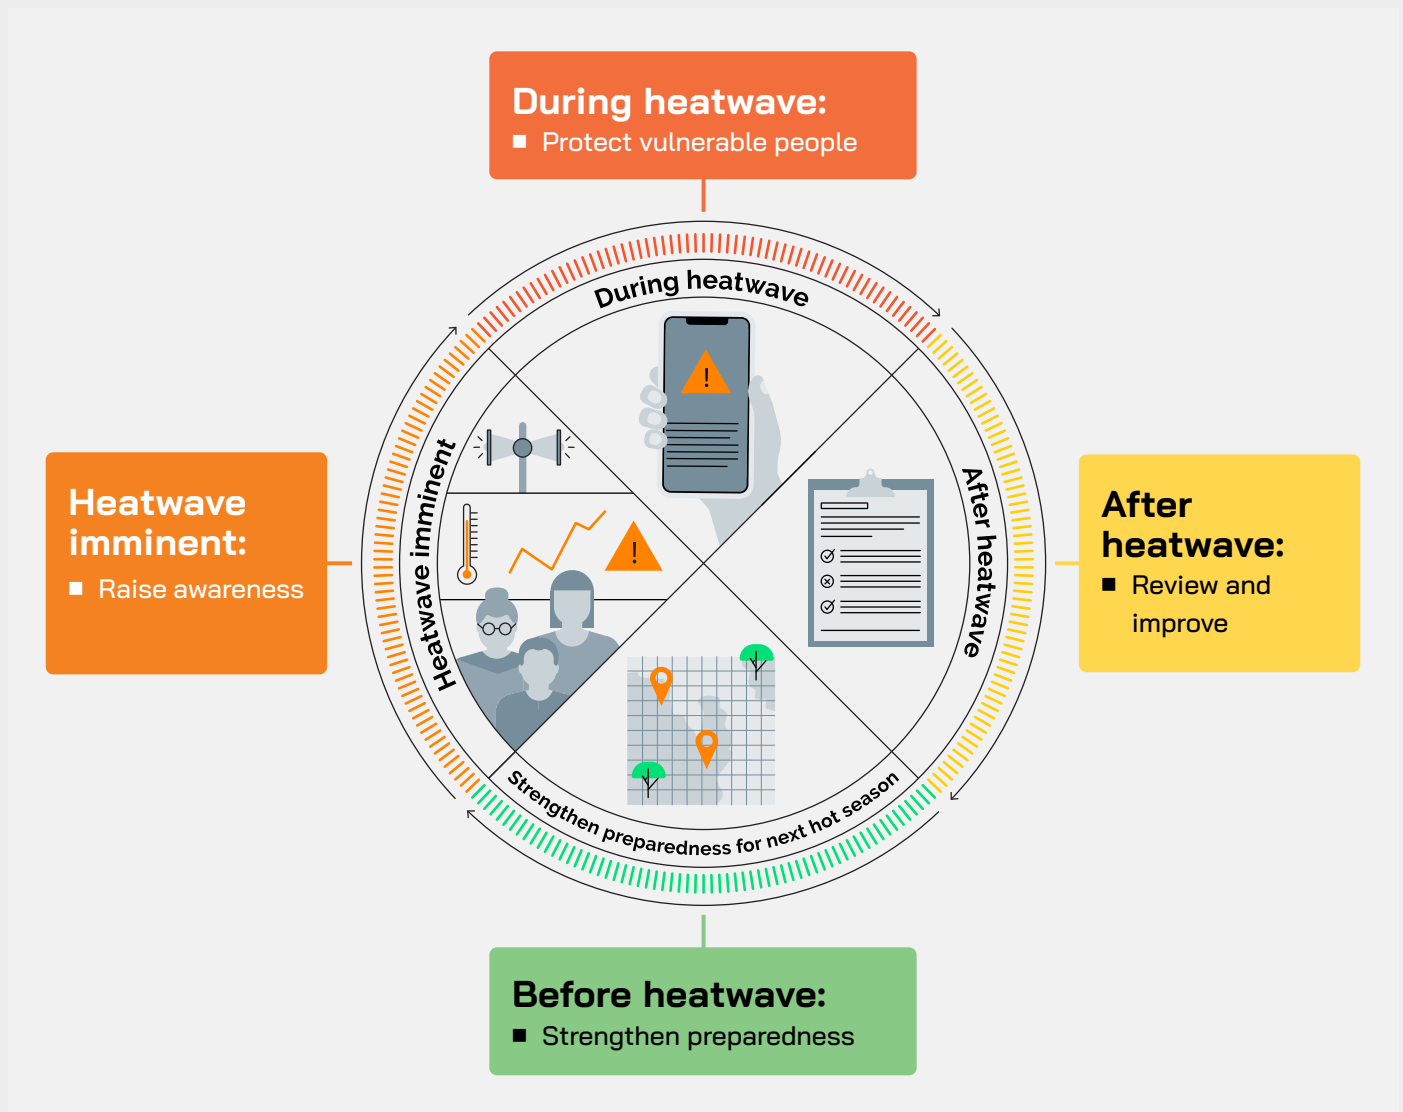 During heatwave:
■ Protect vulnerable people
During heatwave
!
Heatwave
imminent:
■ Raise awareness
Heatwave imminent
!
After heatwave
After
heatwave:
■ Review and
improve
Strengthen preparedness for next hot season
Before heatwave:
■ Strengthen preparedness